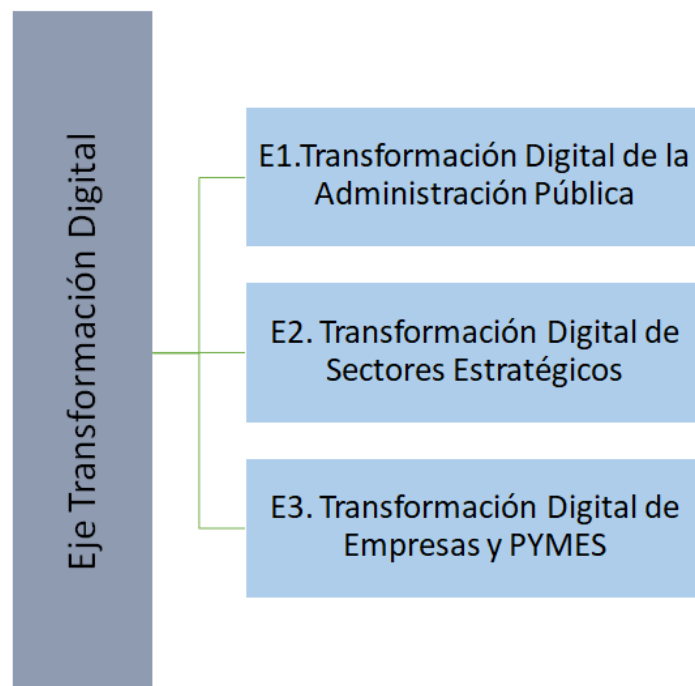 Eje Transformación Digital
E1.Transformación Digital de la
Administración Pública
E2. Transformación Digital de
Sectores Estratégicos
E3. Transformación Digital de
Empresas y PYMES